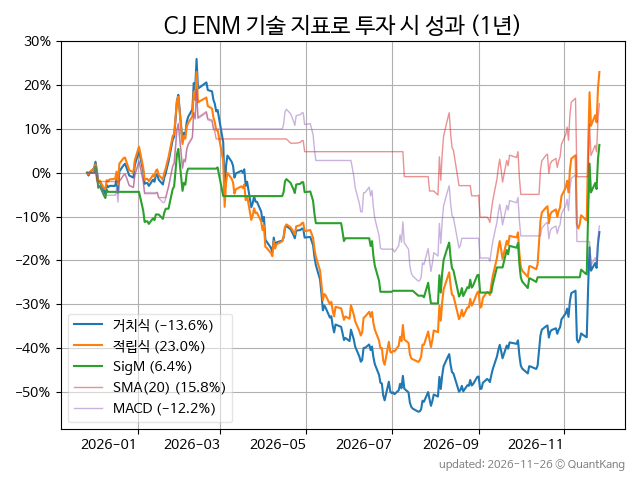 CJ ENM 기술 지표로 투자 시 성과 (1년)
30%
20%
10%
0%
−10%
−20%
−30%
−40%
−50%
거치식 (−13.6%)
적립식 (23.0%)
SigM (6.4%)
SMA(20) (15.8%)
MACD (−12.2%)
2026-01 2026-03 2026-05 2026-07 2026-09 2026-11
updated: 2026-11-26 © QuantKang